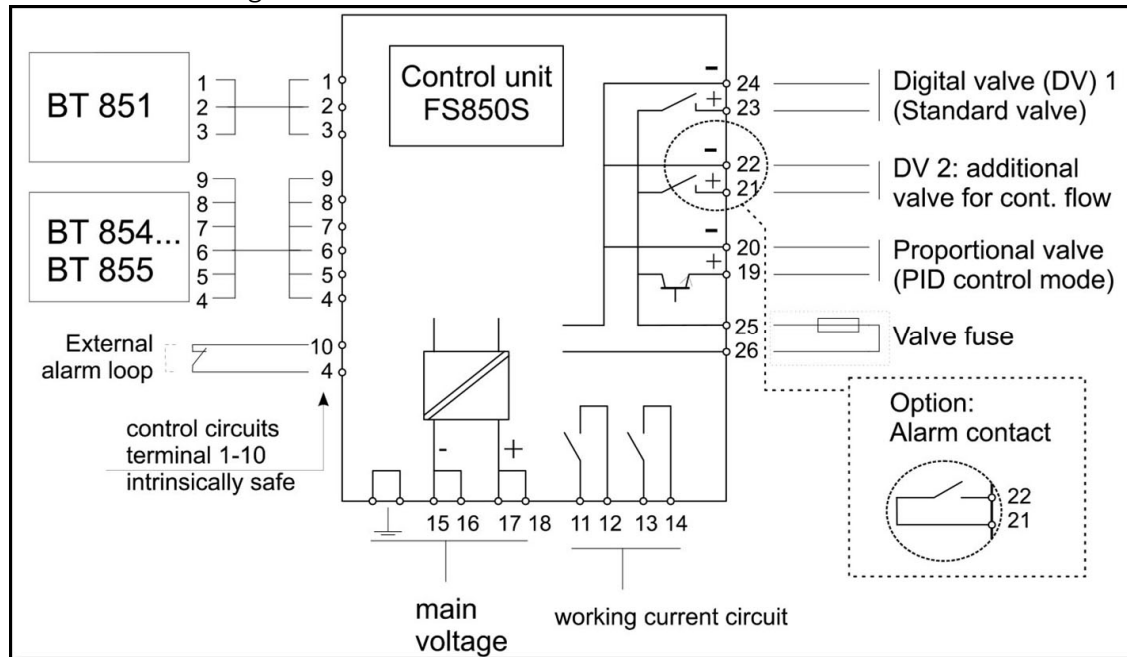 Control unit
FS850S
BT 851
1
2
3
1
2
3
BT 854...
BT 855
9
8
7
6
5
4
9
8
7
6
5
4
External
alarm loop
10
4
control circuits
terminal 1-10
intrinsically safe
-
24
+
23
Digital valve (DV) 1
(Standard valve)
-
22
+
21
DV 2: additional
valve for cont. flow
-
20
+
19
Proportional valve
(PID control mode)
25
26
Valve fuse
Option:
Alarm contact
22
21
-
+
15 16 17 18 11 12 13 14
main
voltage
working current circuit